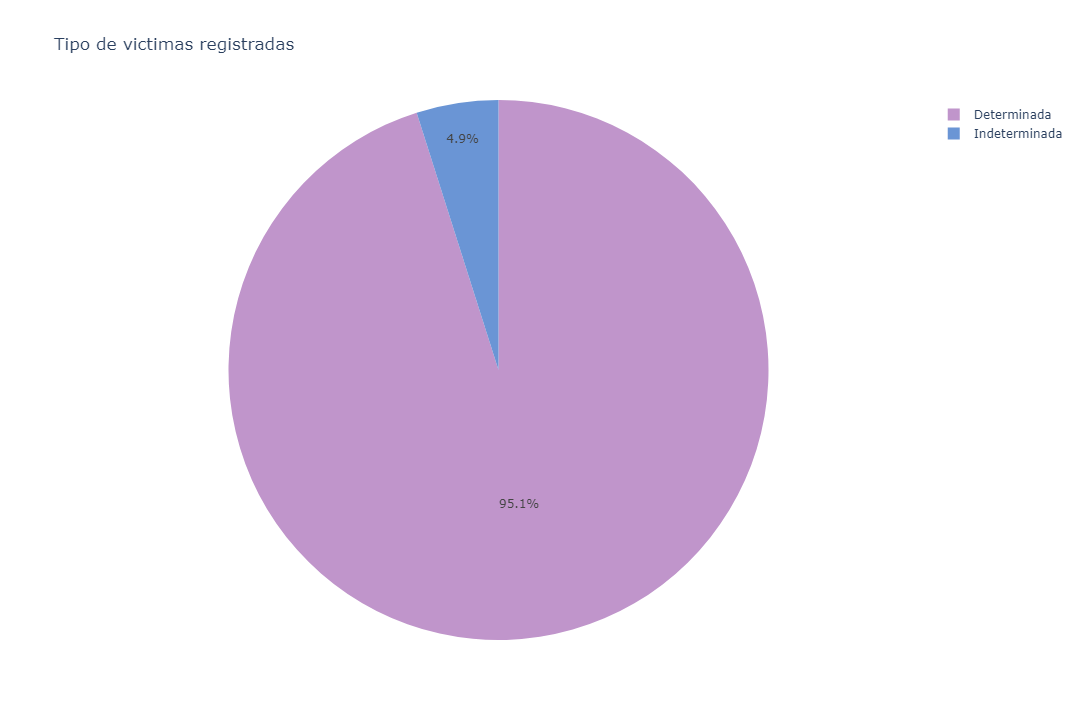 Tipo de victimas registradas
Determinada
Indeterminada
4.9%
95.1%